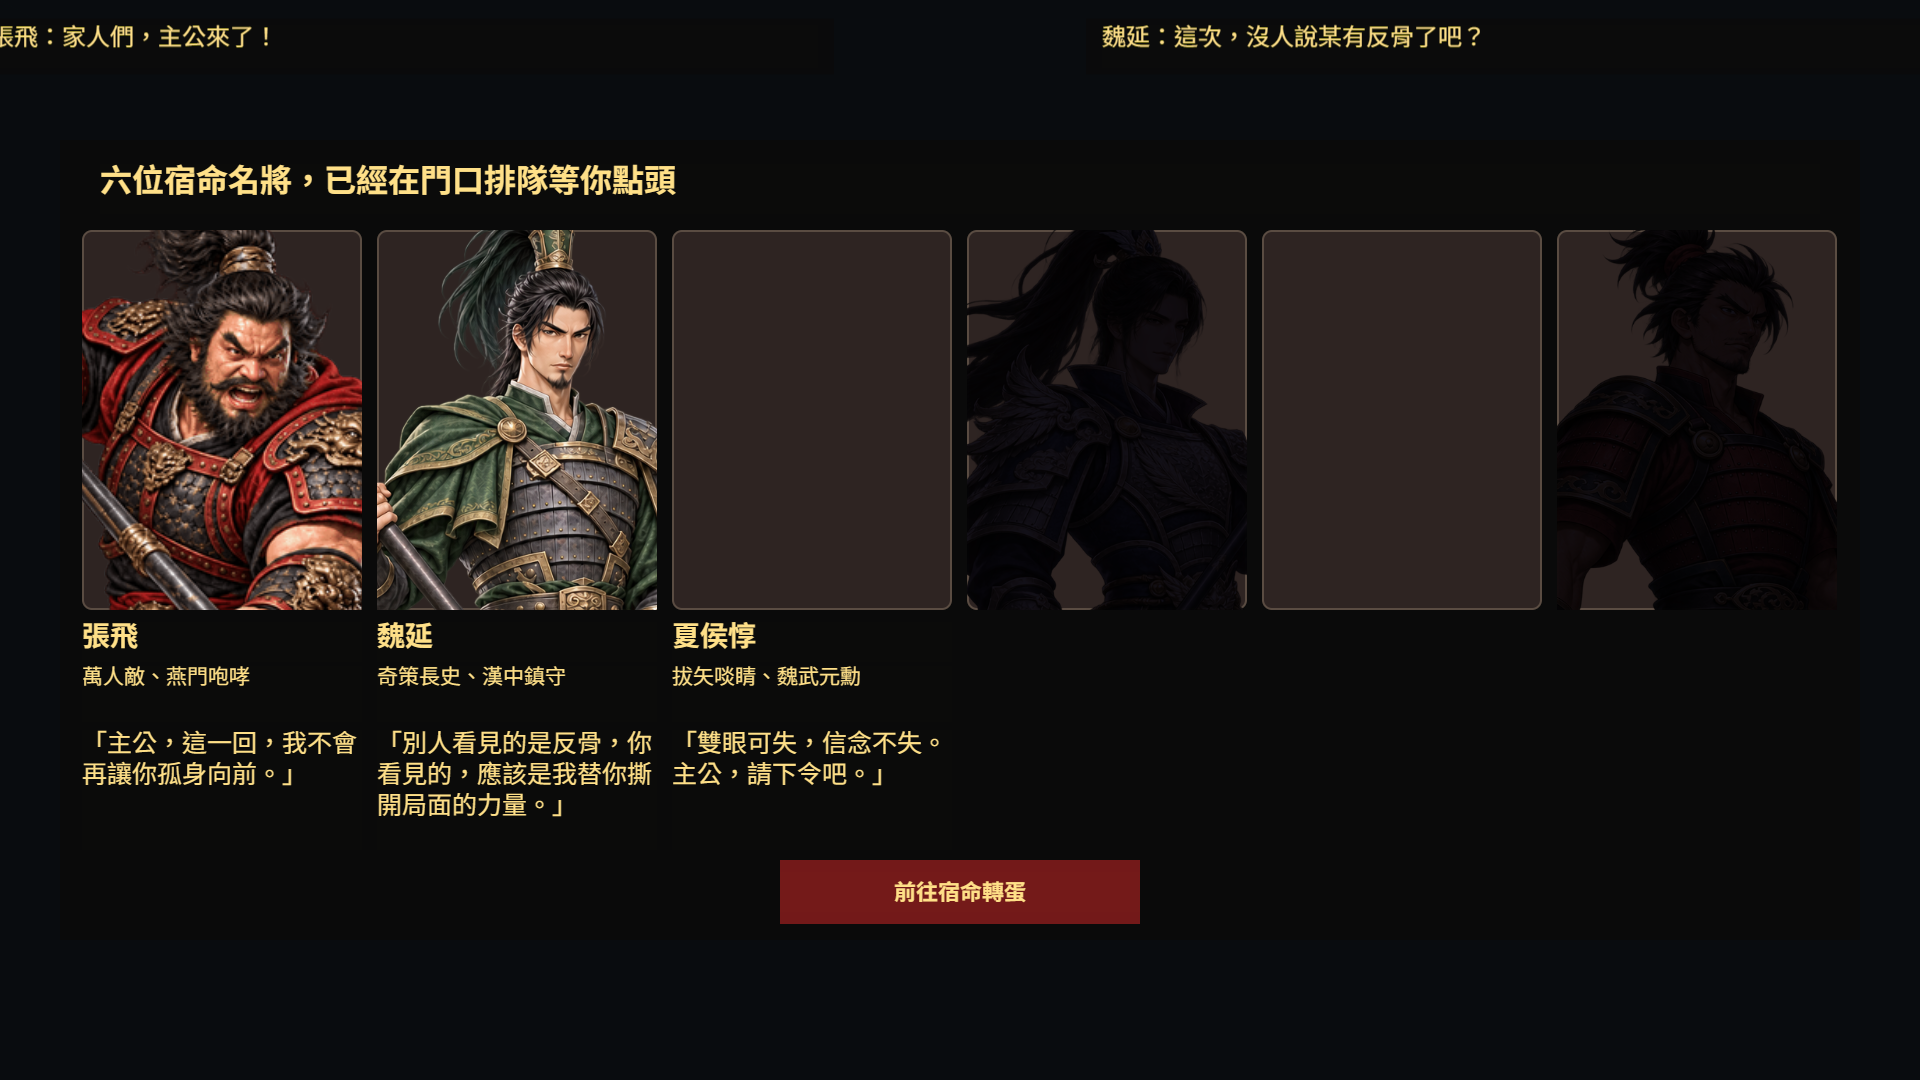 張飛：家人們，主公來了！
魏延：這次，沒人說某有反骨了吧？
六位宿命名將，已經在門口排隊等你點頭
張飛
萬人敵、燕門咆哮
「主公，這一回，我不會
再讓你孤身向前。」
魏延
奇策長史、漢中鎮守
「別人看見的是反骨，你
看見的，應該是我替你撕
開局面的力量。」
夏侯惇
拔矢啖睛、魏武元勳
「雙眼可失，信念不失。
主公，請下令吧。」
前往宿命轉蛋